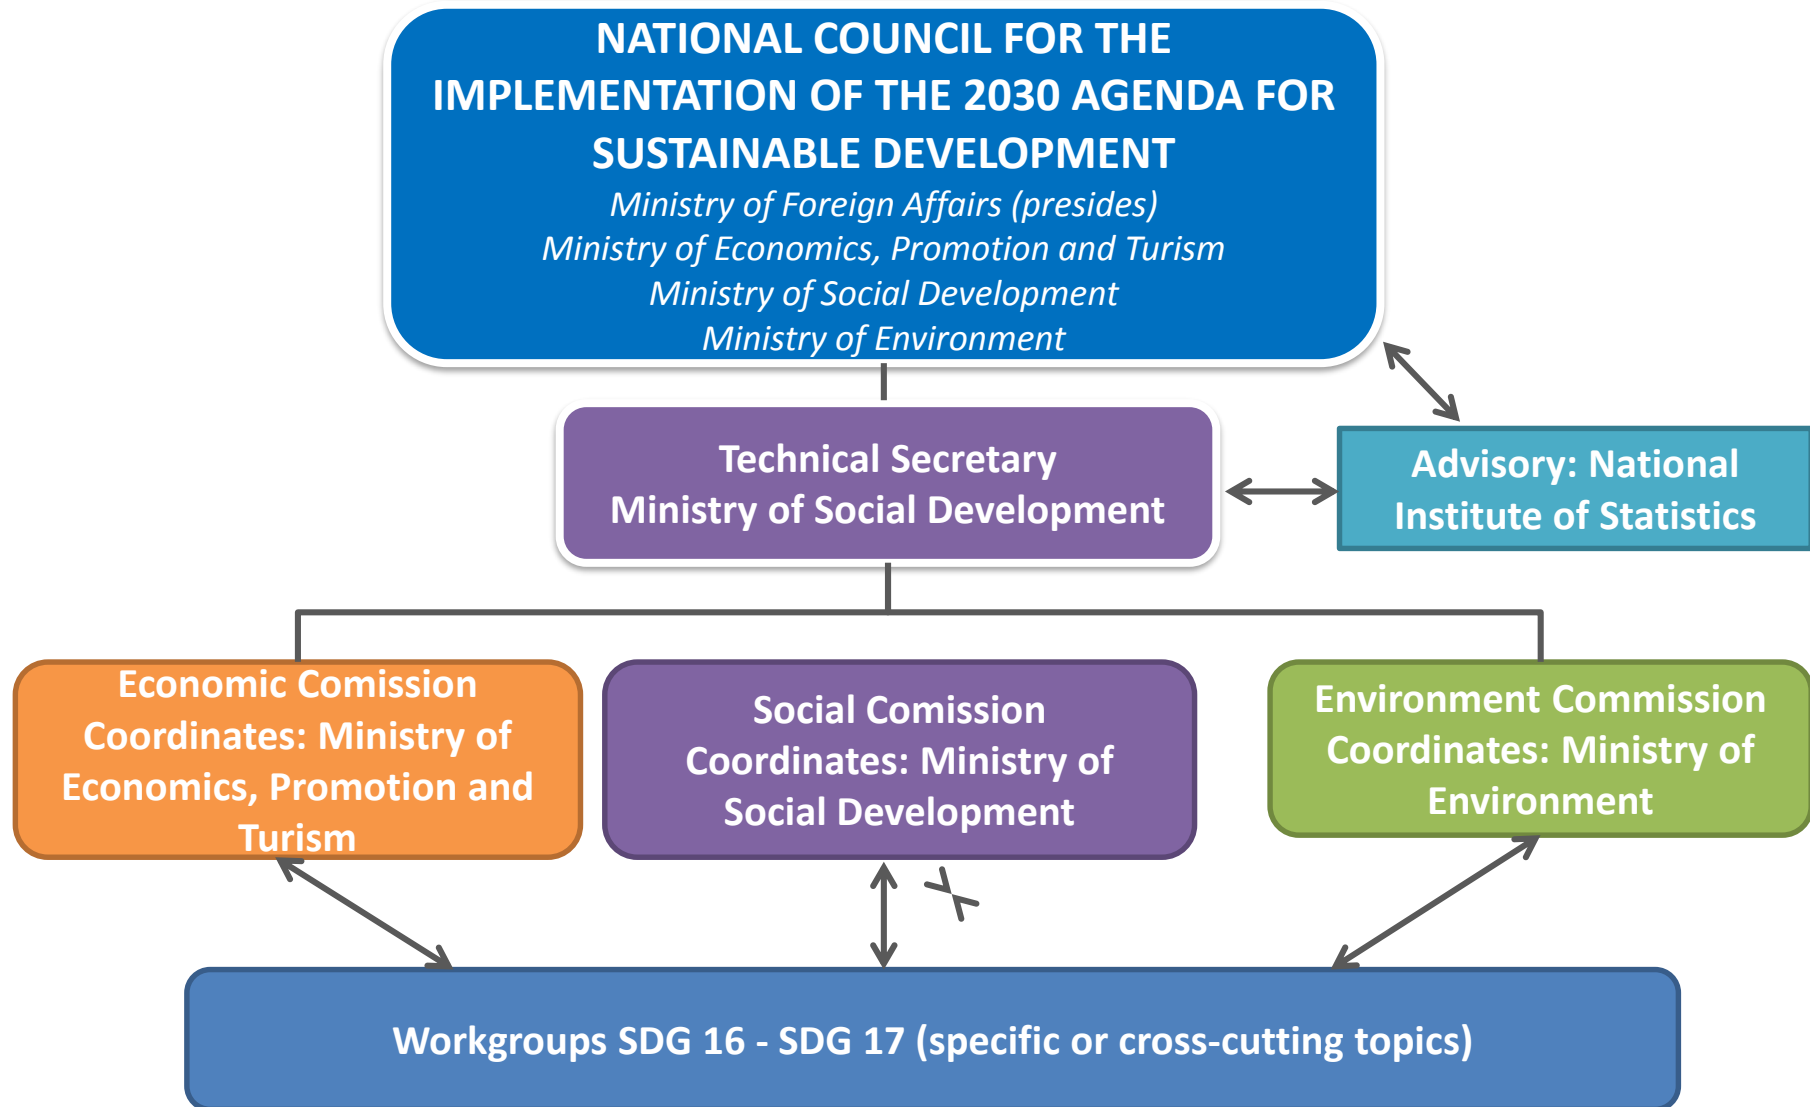 NATIONAL COUNCIL FOR THE
IMPLEMENTATION OF THE 2030 AGENDA FOR
SUSTAINABLE DEVELOPMENT
Ministry of Foreign Affairs (presides)
Ministry of Economics, Promotion and Turism
Ministry of Social Development
Ministry of Environment
Technical Secretary
Ministry of Social Development
Advisory: National
Institute of Statistics
Economic Comission
Coordinates: Ministry of
Economics, Promotion and
Turism
Social Comission
Coordinates: Ministry of
Social Development
Environment Commission
Coordinates: Ministry of
Environment
Workgroups SDG 16 - SDG 17 (specific or cross-cutting topics)